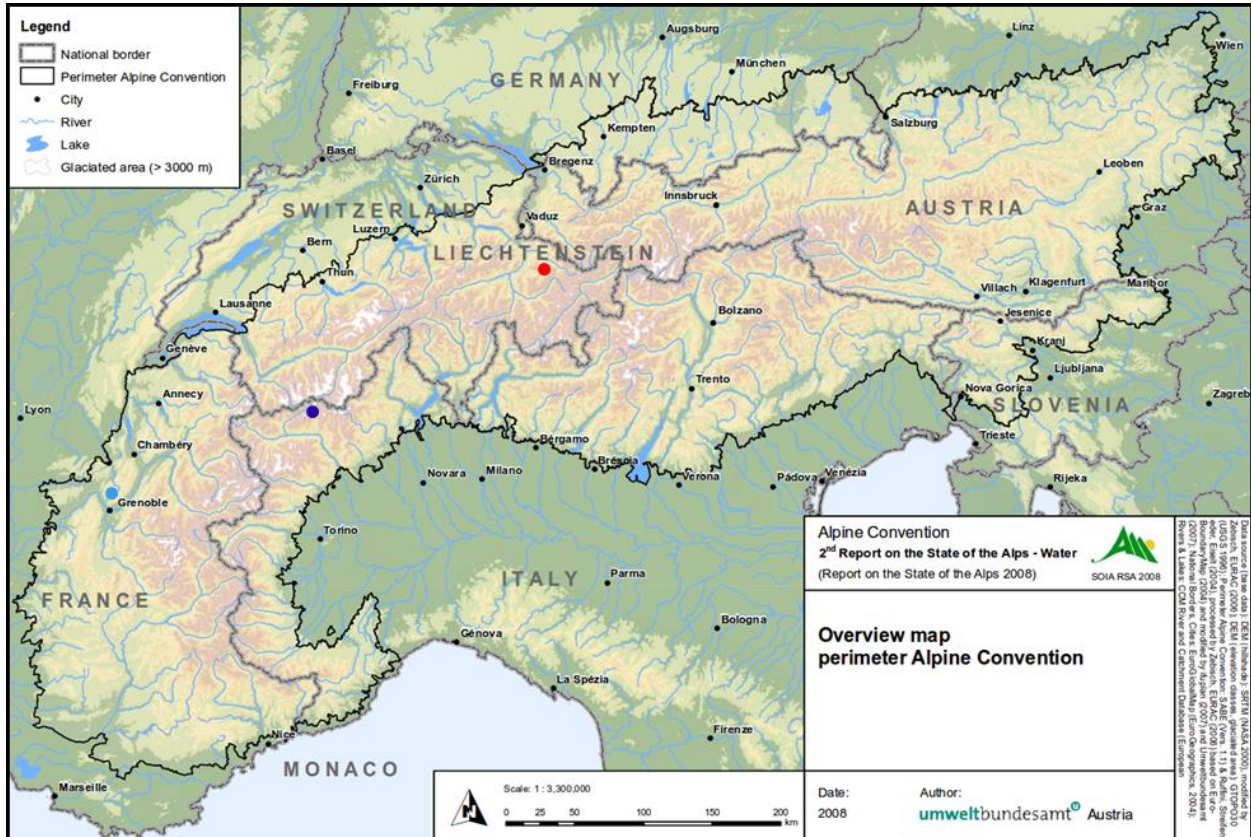 Legend
National border
Perimeter Alpine Convention
City
River
Lake
Glaciated area (> 3000 m)
Augsburg
Linz
Wien
München
GERMANY
Freiburg
Salzburg
Kempten
Basel
Bregenz
Leoben
Zürich
Innsbruck
SWITZERLAND
AUSTRIA
Graz
Vaduz
Luzern
Bern
LIECHTENSTEIN
Thun
Klagenfurt
Villach
Maribor
Lausanne
Jesenice
Bolzano
Kranj
Genève
Ljubljana
Trento
Nova Gorica
Annecy
Zagreb
Lyon
SLOVENIA
Chambéry
Bérgamo
Trieste
Bréscia
Novara
Milano
Verona
Pádova
Venézia
Rijeka
Grenoble
Torino
ITALY
Parma
FRANCE
Bologna
Génova
La Spézia
Nice
Firenze
MONACO
Marseille
Alpine Convention
2nd Report on the State of the Alps - Water
(Report on the State of the Alps 2008)
SOIA RSA 2008
Overview map
perimeter Alpine Convention
Date:
2008
Author:
umweltbundesamt Austria
N
Scale: 1 : 3,300,000
0 25 50 100 150 200
km